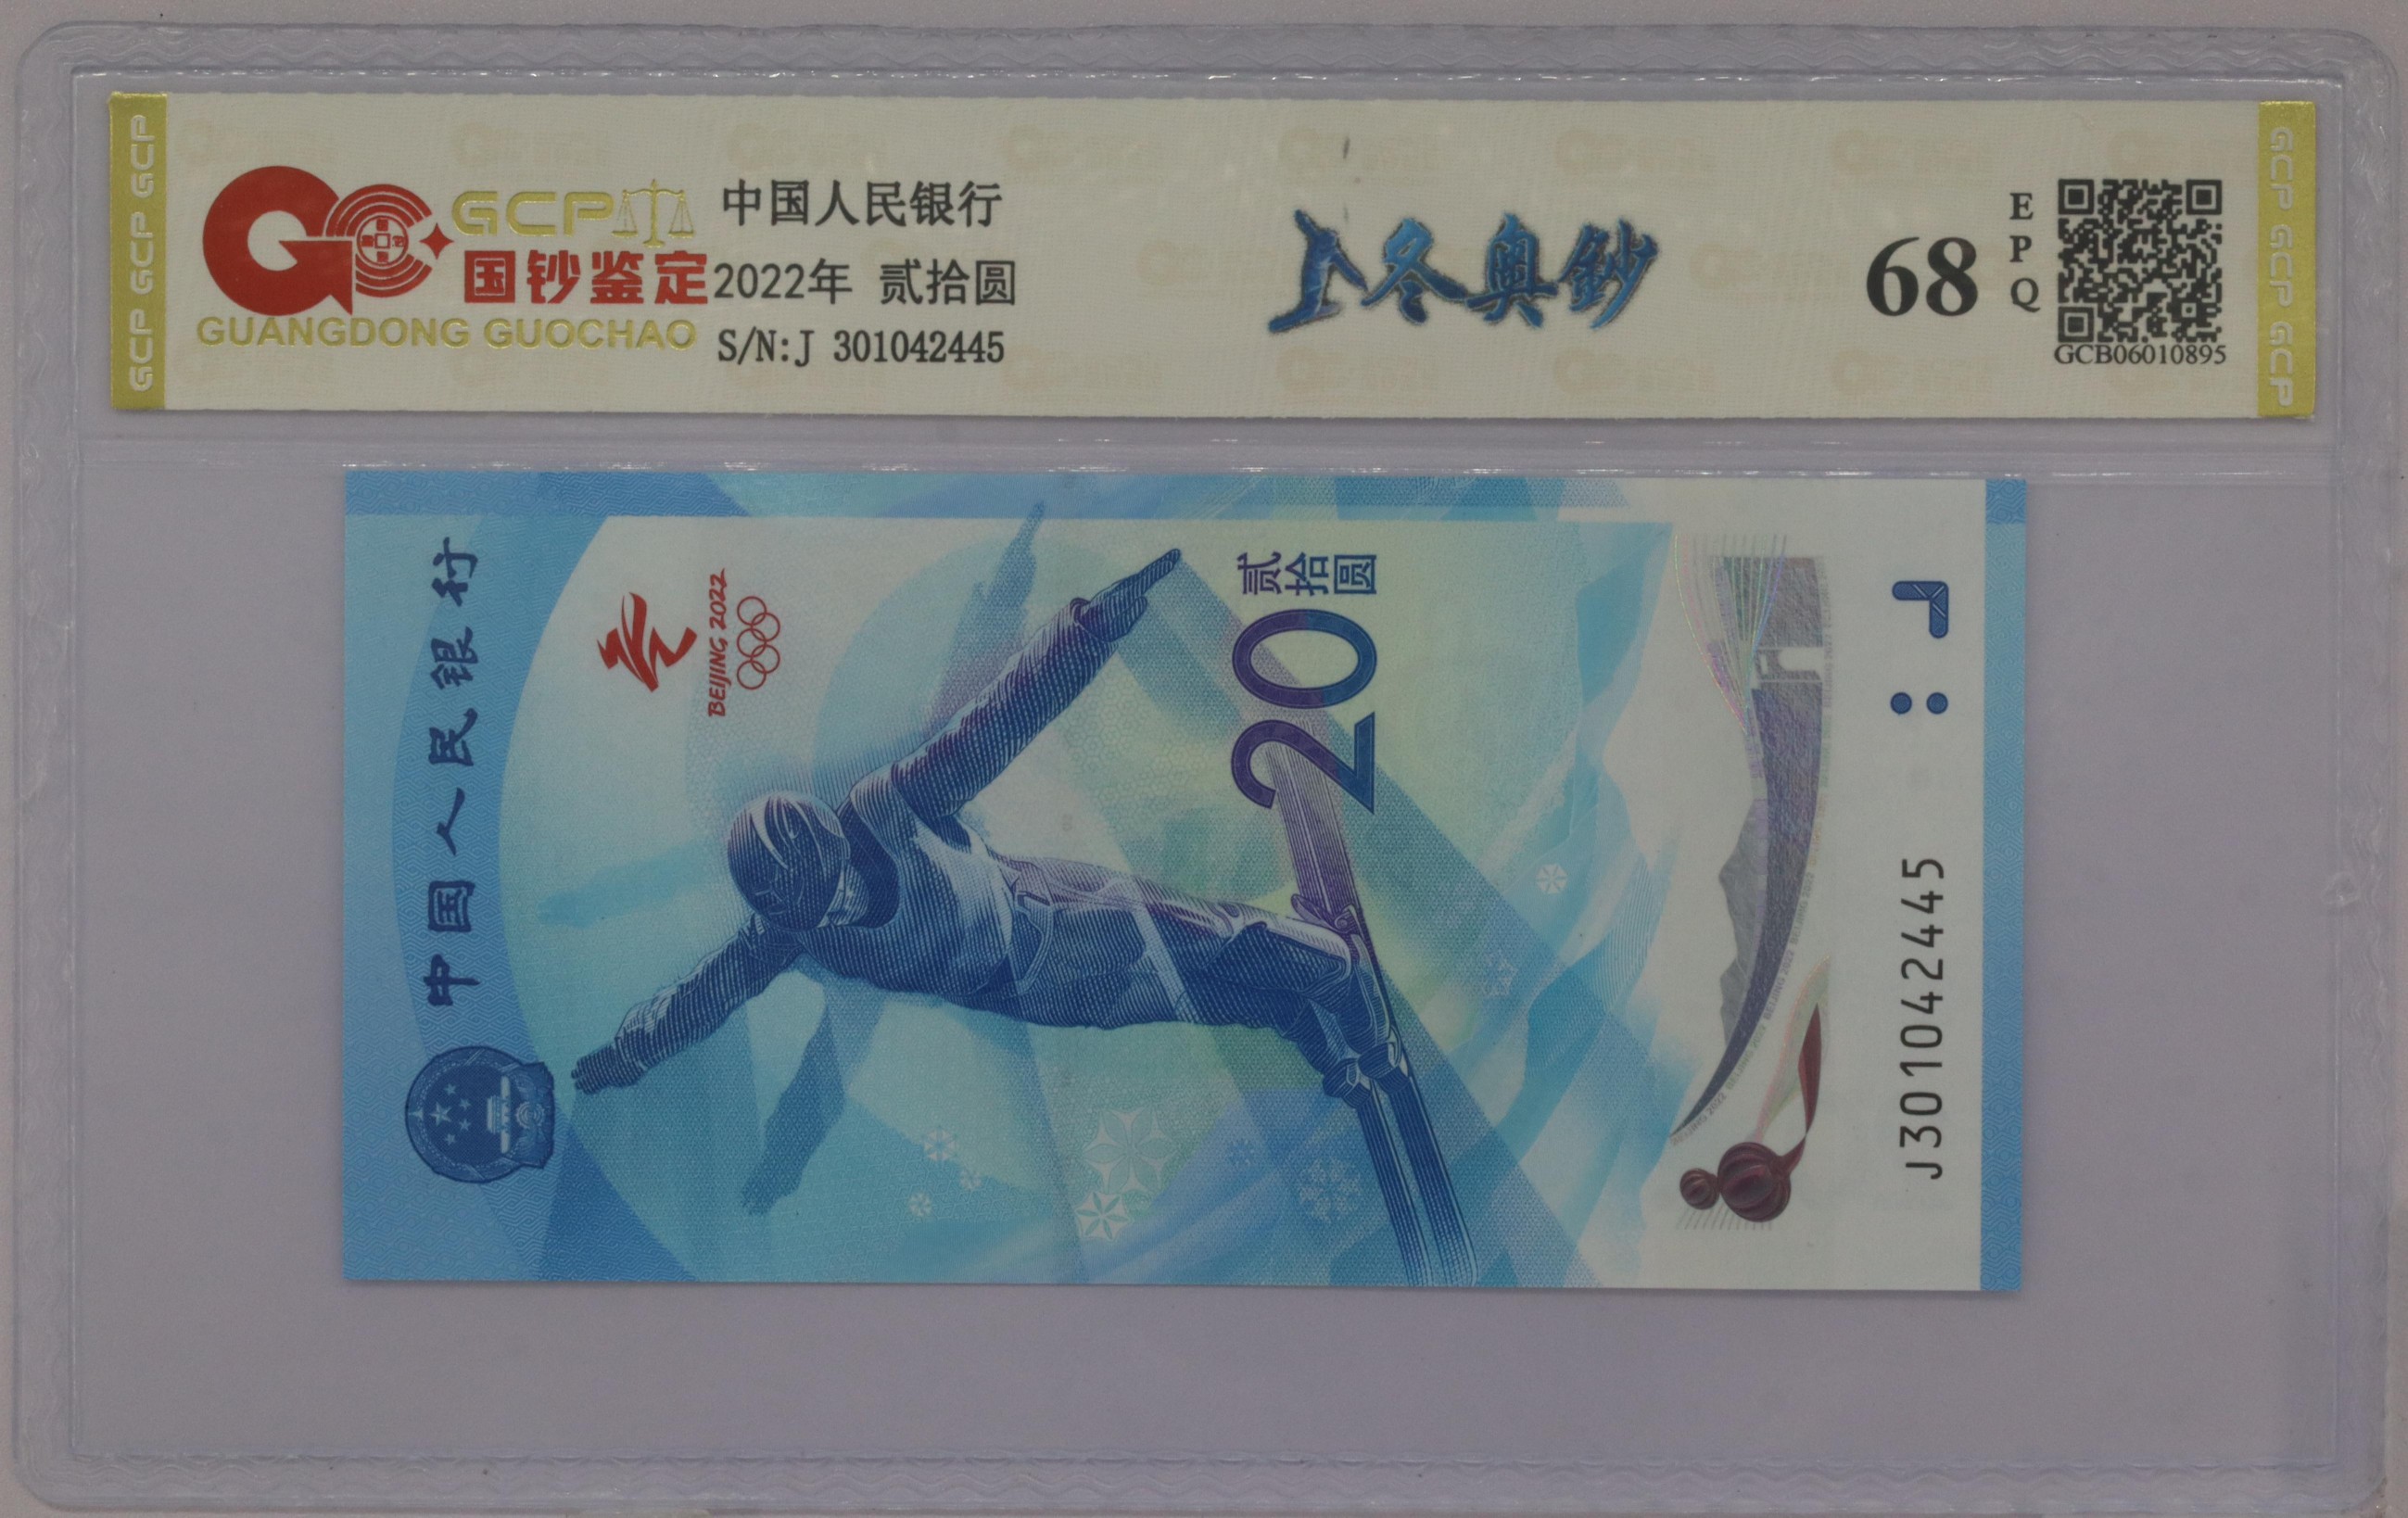 GCP GCP GCP
GCP
国钞鉴定
GUANGDONG GUOCHAO
中国人民银行
2022年 贰拾圆
S/N:J 301042445
冬奥鈔
68
EPQ
GCB06010895
GCP GCP GCP
中国人民银行
BEIJING 2022
贰拾圆
20
J301042445